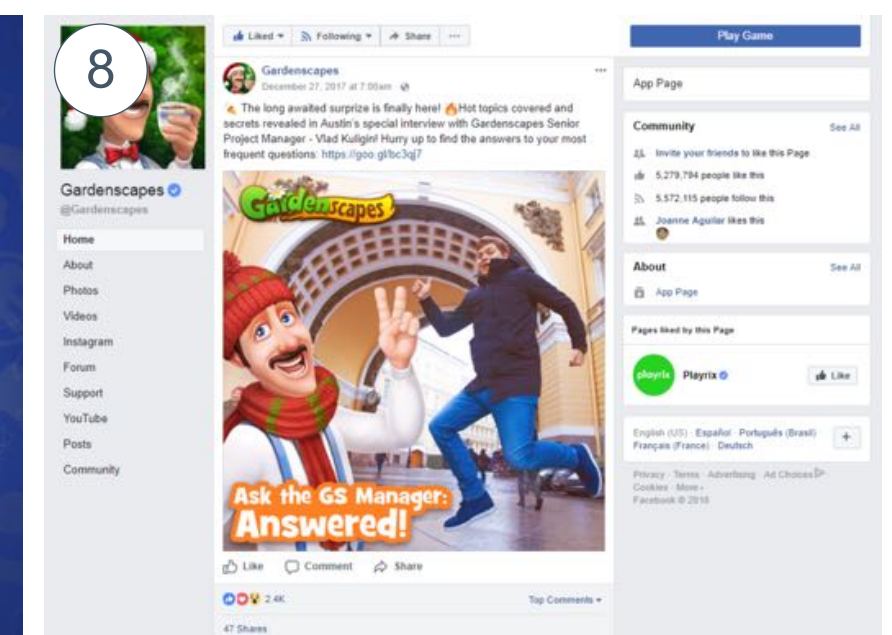 8
Liked
Following
Share
Play Game
Gardenscapes
@Gardenscapes
Home
About
Photos
Videos
Instagram
Forum
Support
YouTube
Posts
Community
Gardenscapes
December 27, 2017 at 7:00am
The long awaited surprize is finally here! Hot topics covered and
secrets revealed in Austin's special interview with Gardenscapes Senior
Project Manager - Vlad Kuligin! Hurry up to find the answers to your most
frequent questions: https://goo.gl/bc3qj7
Gardenscapes
Ask the GS Manager:
Answered!
Like Comment Share
2.4K Top Comments
47 Shares
App Page
Community See All
Invite your friends to like this Page
5,279,794 people like this
5,572,115 people follow this
Joanne Aguilar likes this
About See All
App Page
Pages liked by this Page
playrix Playrix Like
English (US) · Español · Português (Brasil)
Français (France) · Deutsch
+
Privacy · Terms · Advertising · Ad Choices
Cookies · More
Facebook © 2018